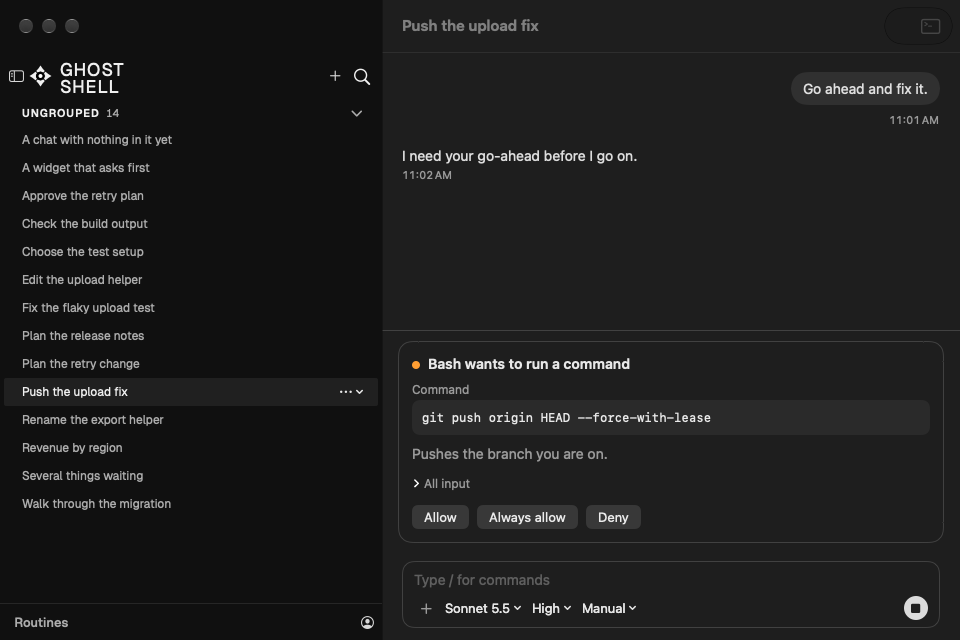 GHOST
SHELL
UNGROUPED 14
A chat with nothing in it yet
A widget that asks first
Approve the retry plan
Check the build output
Choose the test setup
Edit the upload helper
Fix the flaky upload test
Plan the release notes
Plan the retry change
Push the upload fix
Rename the export helper
Revenue by region
Several things waiting
Walk through the migration
Routines
Push the upload fix
Go ahead and fix it.
11:01 AM
I need your go-ahead before I go on.
11:02 AM
Bash wants to run a command
Command
git push origin HEAD --force-with-lease
Pushes the branch you are on.
All input
Allow Always allow Deny
Type / for commands
Sonnet 5.5 High Manual